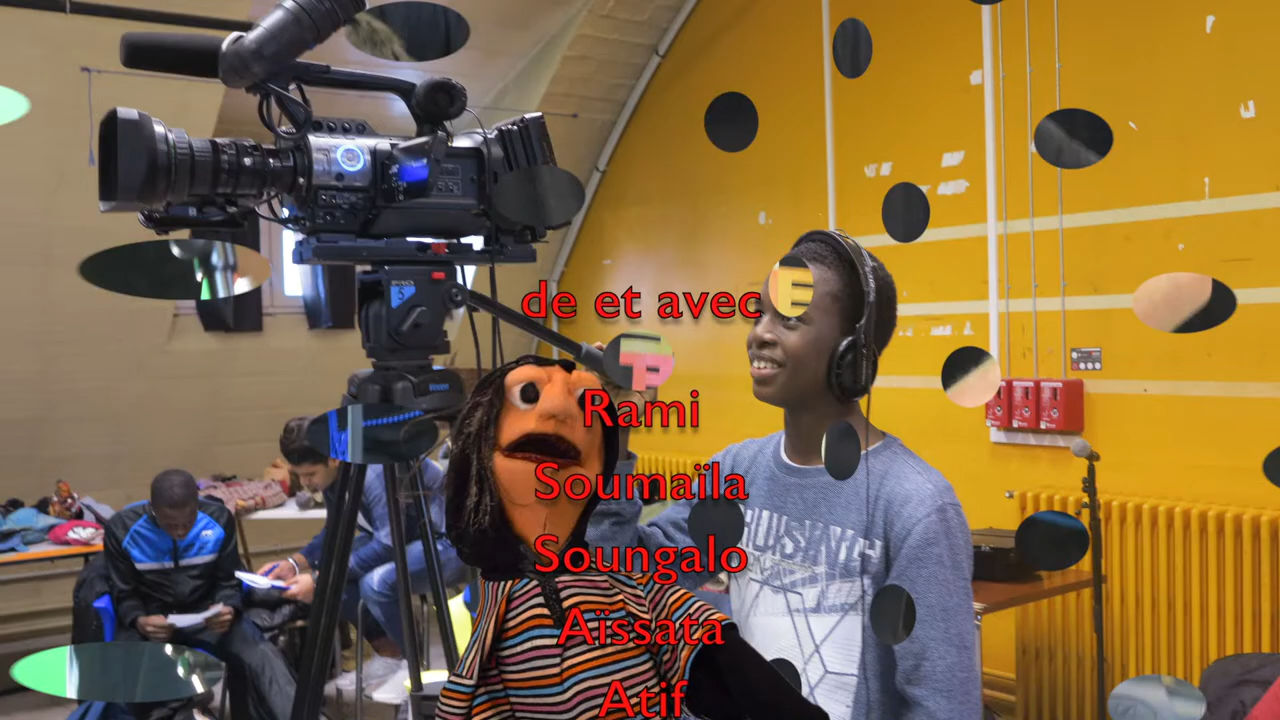 de et avec
Rami
Soumaïla
Soungalo
Aïssata
Atif